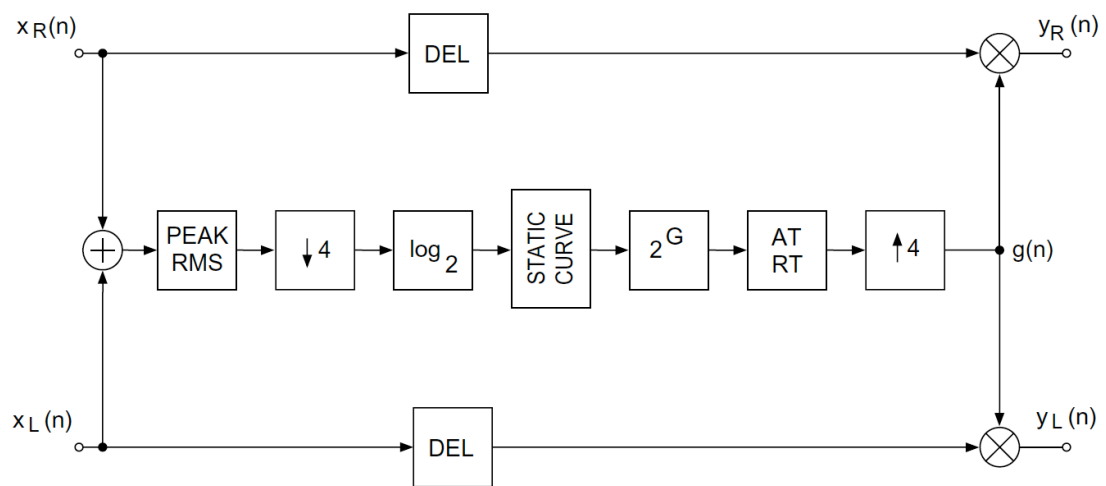 x R(n)
DEL
y R (n)
PEAK
RMS
↓ 4
log 2
STATIC
CURVE
2 G
AT
RT
↑ 4
g(n)
x L (n)
DEL
y L (n)